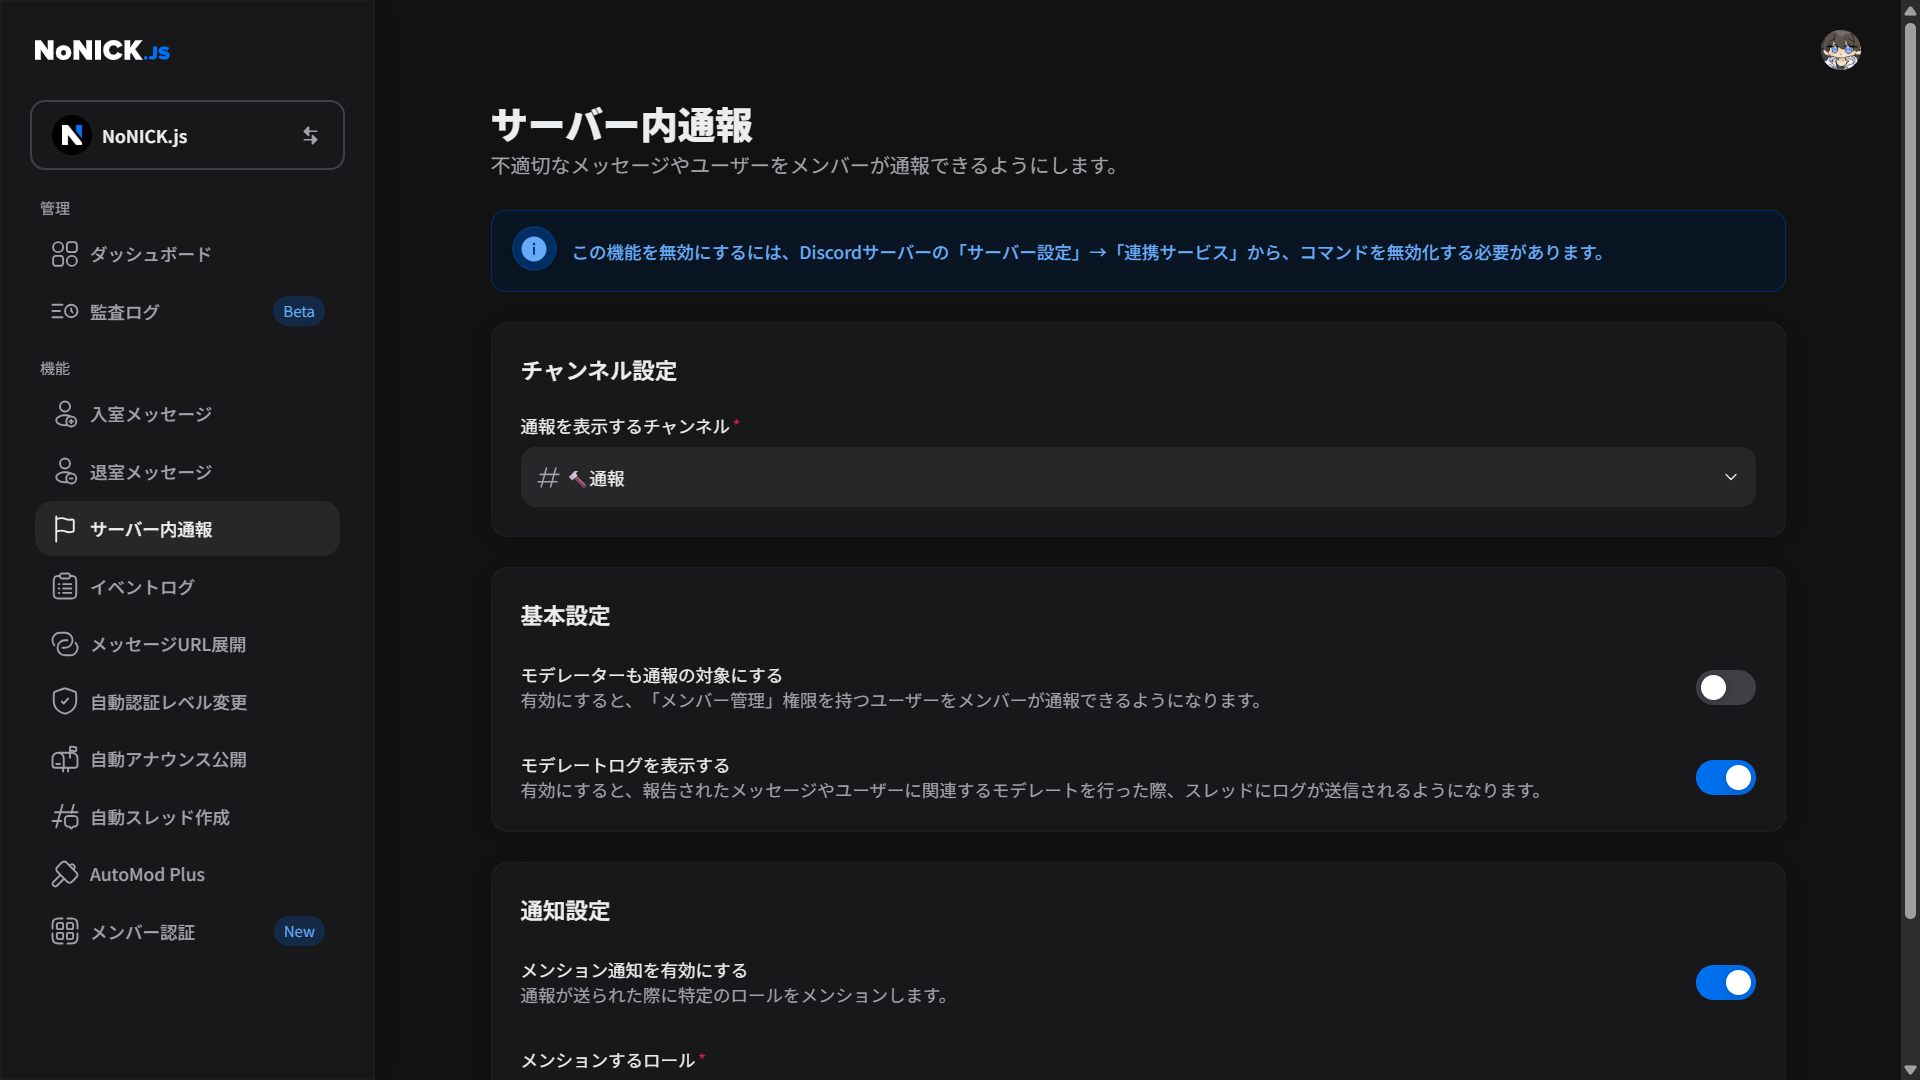 NoNICK.JS
NoNICK.js
管理
ダッシュボード
監査ログ
Beta
機能
入室メッセージ
退室メッセージ
サーバー内通報
イベントログ
メッセージURL展開
自動認証レベル変更
自動アナウンス公開
自動スレッド作成
AutoMod Plus
メンバー認証
New
サーバー内通報
不適切なメッセージやユーザーをメンバーが通報できるようにします。
この機能を無効にするには、Discordサーバーの「サーバー設定」→「連携サービス」から、コマンドを無効化する必要があります。
チャンネル設定
通報を表示するチャンネル*
🔨通報
基本設定
モデレーターも通報の対象にする
有効にすると、「メンバー管理」権限を持つユーザーをメンバーが通報できるようになります。
モデレートログを表示する
有効にすると、報告されたメッセージやユーザーに関連するモデレートを行った際、スレッドにログが送信されるようになります。
通知設定
メンション通知を有効にする
通報が送られた際に特定のロールをメンションします。
メンションするロール*